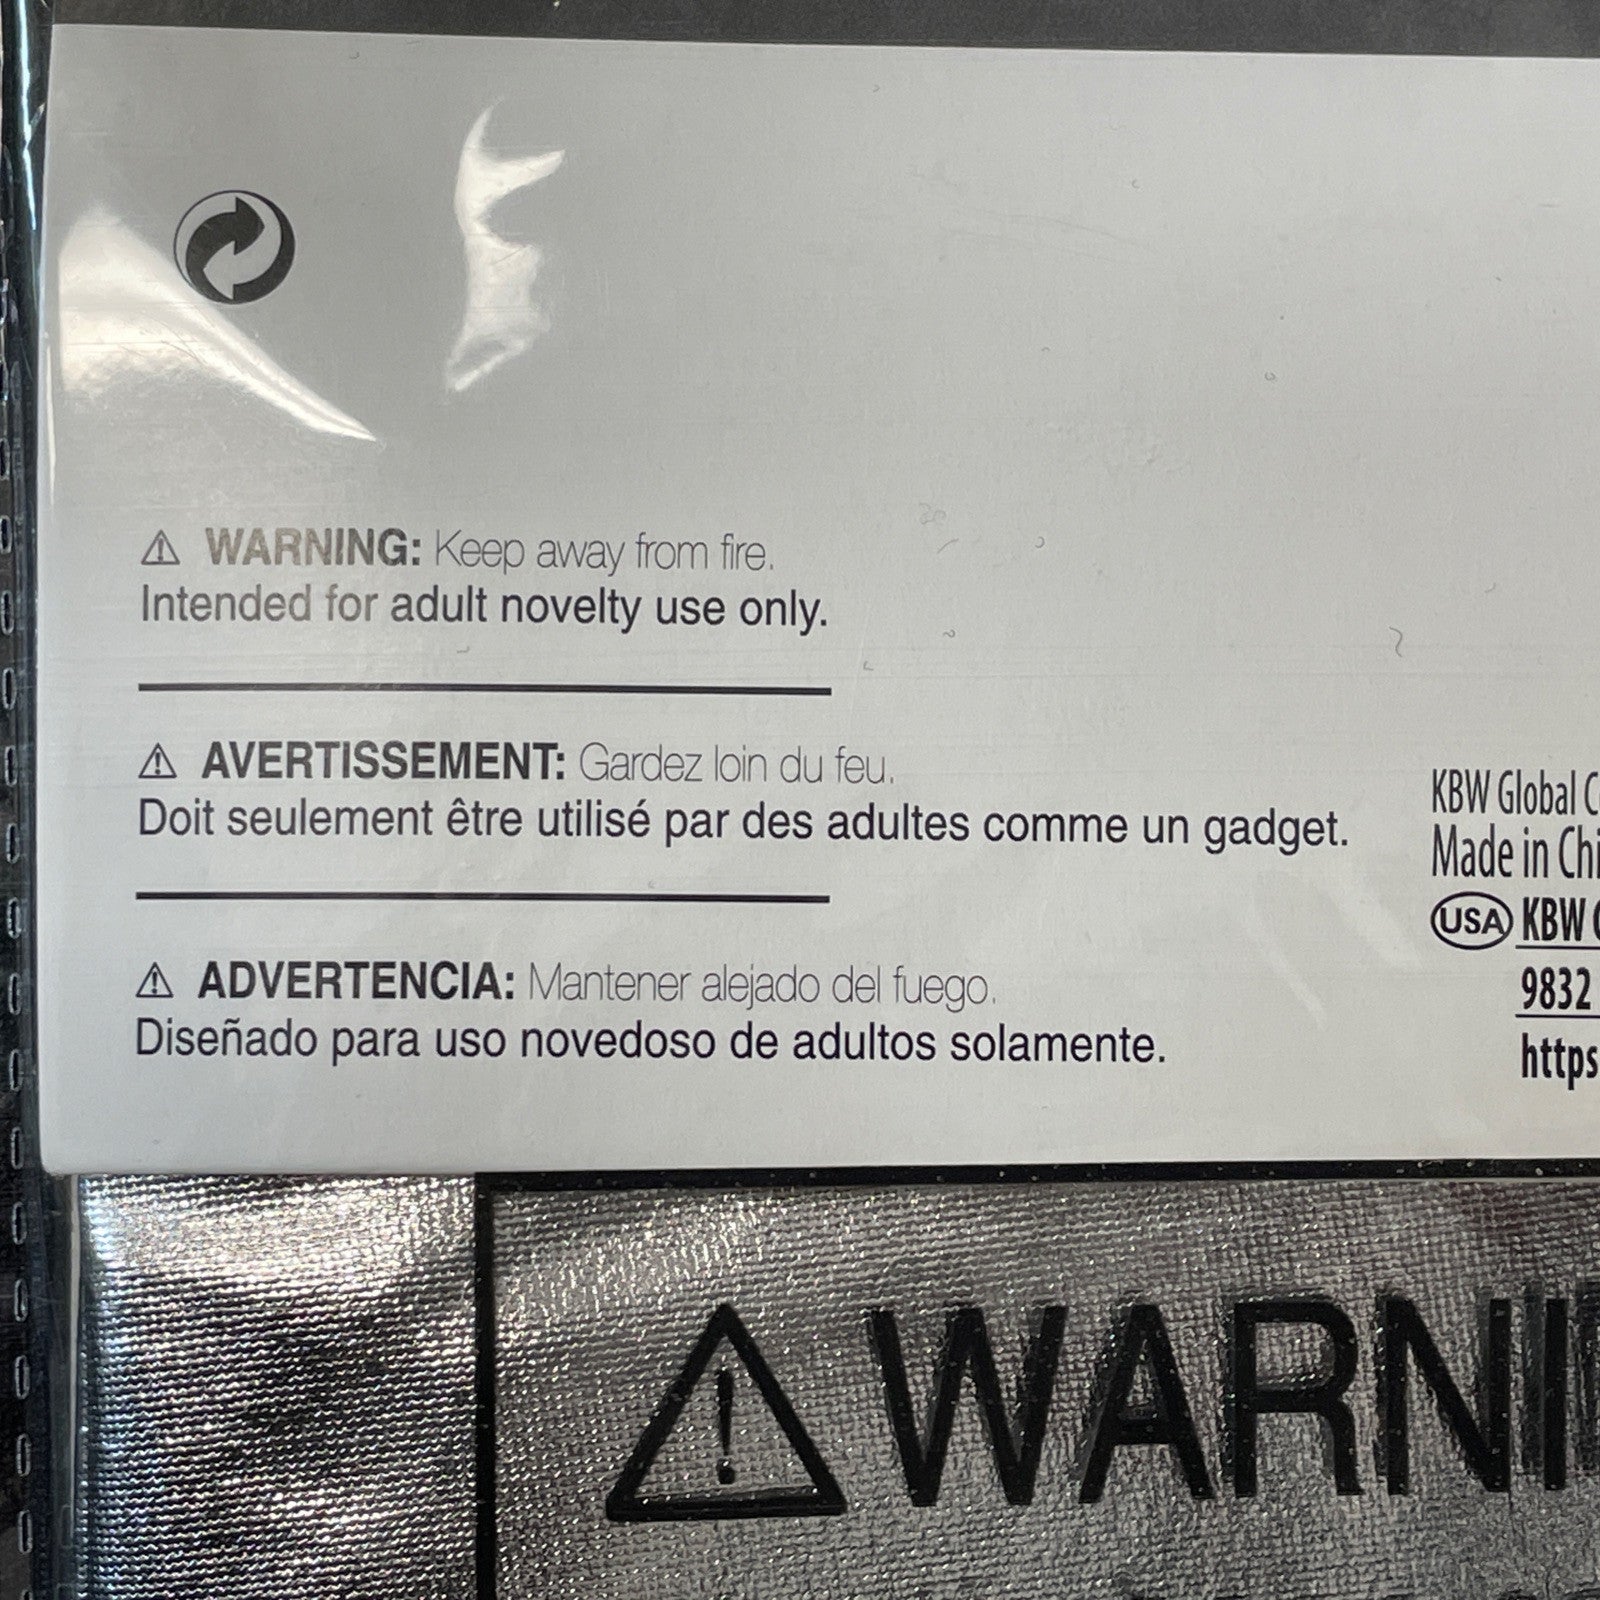 ⚠ WARNING: Keep away from fire.
Intended for adult novelty use only.
⚠ AVERTISSEMENT: Gardez loin du feu.
Doit seulement être utilisé par des adultes comme un gadget.
⚠ ADVERTENCIA: Mantener alejado del fuego.
Diseñado para uso novedoso de adultos solamente.
KBW Global
Made in
USA KBW
9832
https
⚠